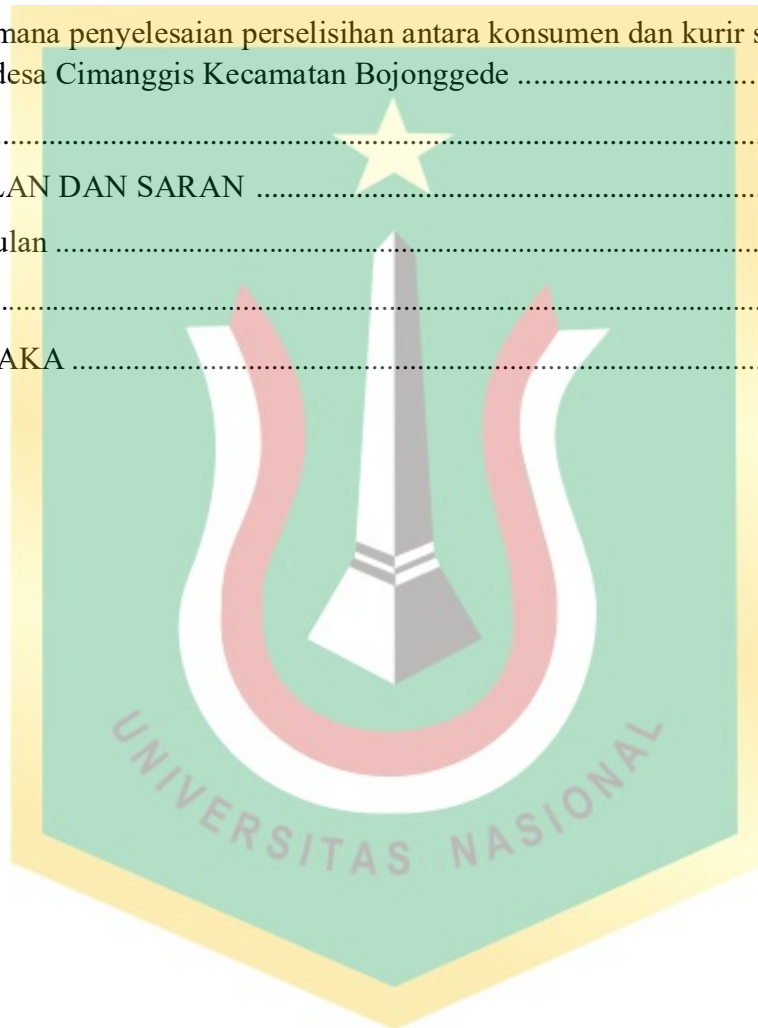 mana penyelesaian perselisihan antara konsumen dan kurir s
desa Cimanggis Kecamatan Bojonggede ..............................
................................................................................................
LAN DAN SARAN ................................................................
ulan .........................................................................................
................................................................................................
AKA .......................................................................................
UNIVERSITAS NASIONAL